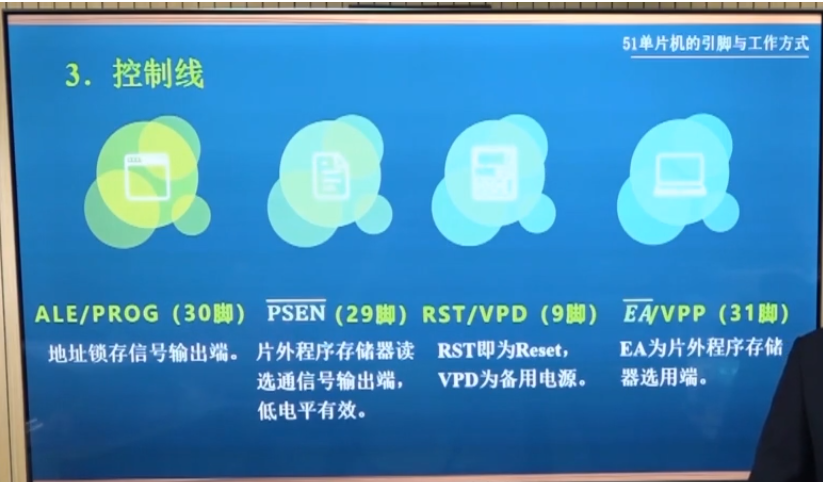 51单片机的引脚与工作方式
3. 控制线
ALE/PROG（30脚）
地址锁存信号输出端。
PSEN（29脚）
片外程序存储器读
选通信号输出端，
低电平有效。
RST/VPD（9脚）
RST即为Reset，
VPD为备用电源。
EA/VPP（31脚）
EA为片外程序存储
器选用端。